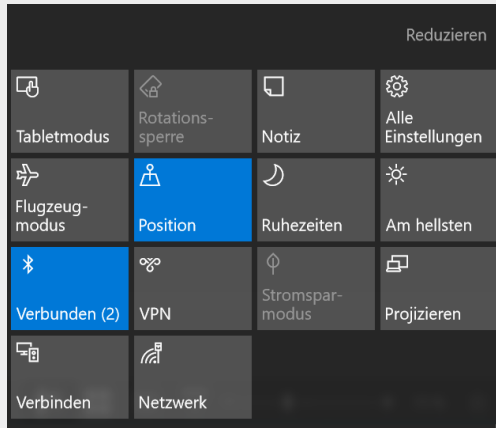 Reduzieren
Tabletmodus
Rotations-
sperre
Notiz
Alle
Einstellungen
Flugzeug-
modus
Position
Ruhezeiten
Am hellsten
Verbunden (2)
VPN
Stromspar-
modus
Projizieren
Verbinden
Netzwerk